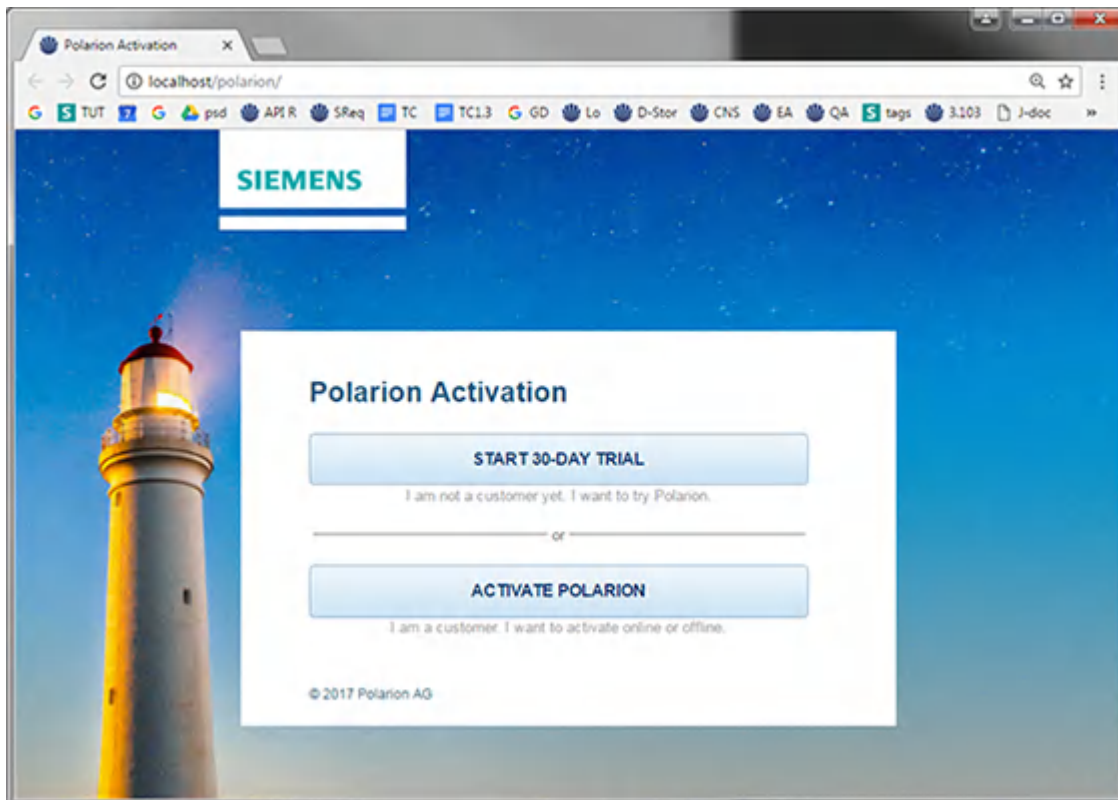 Polarion Activation
localhost/polarion/
G S TUT 7 G psd API R SReq TC TC1.3 G GD Lo D-Stor CNS EA QA S tags 3.103 J-doc »
SIEMENS
Polarion Activation
START 30-DAY TRIAL
I am not a customer yet. I want to try Polarion.
or
ACTIVATE POLARION
I am a customer. I want to activate online or offline.
© 2017 Polarion AG